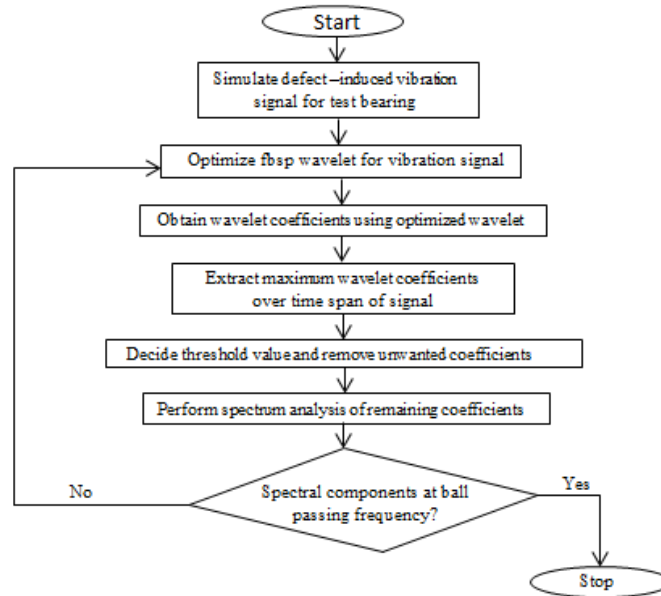 Start
Simulate defect–induced vibration
signal for test bearing
Optimize fbsp wavelet for vibration signal
Obtain wavelet coefficients using optimized wavelet
Extract maximum wavelet coefficients
over time span of signal
Decide threshold value and remove unwanted coefficients
Perform spectrum analysis of remaining coefficients
No
Spectral components at ball
passing frequency?
Yes
Stop